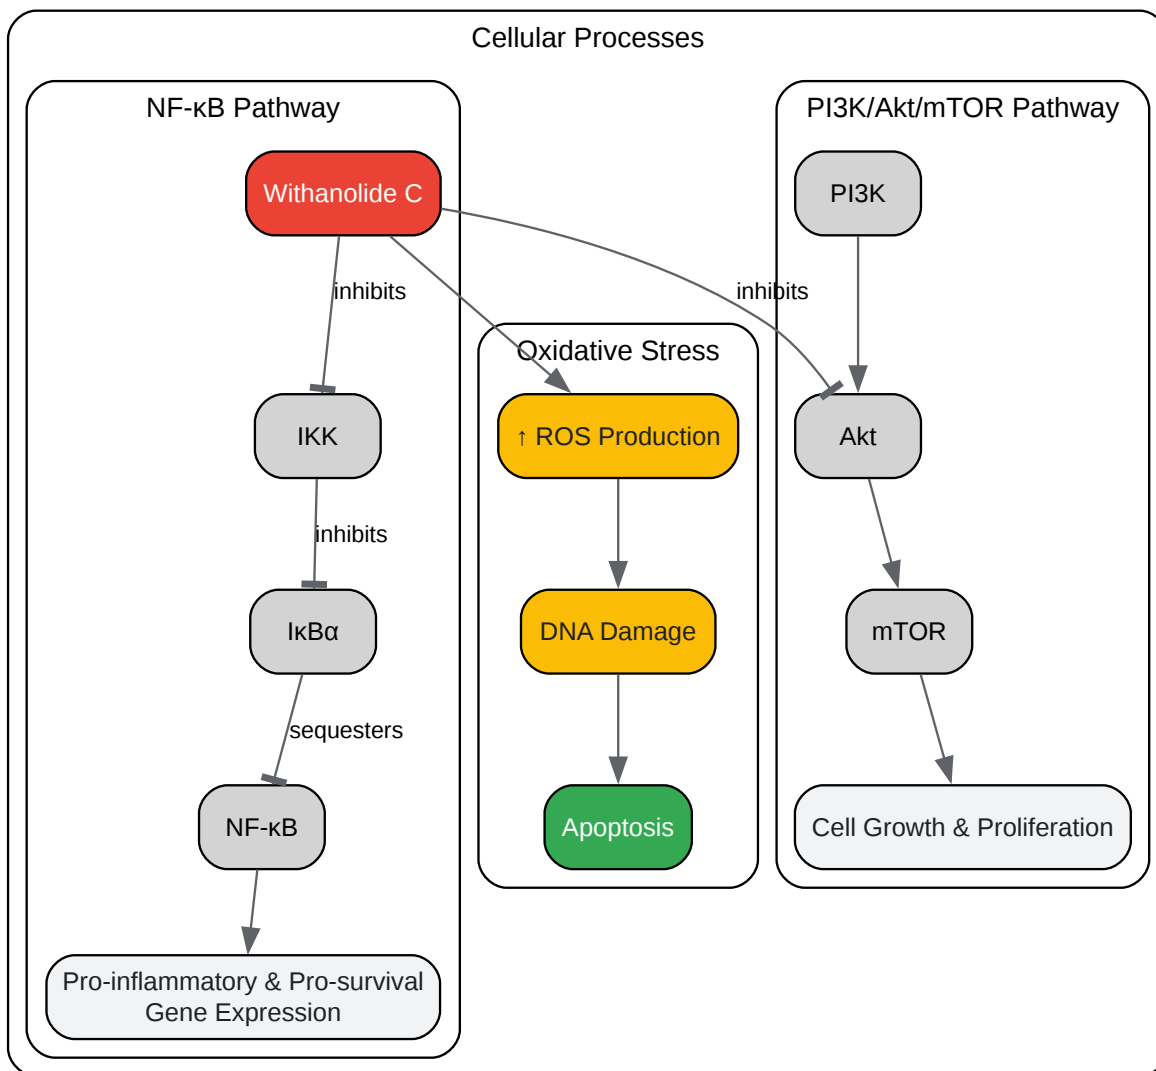 Cellular Processes
NF-κB Pathway
PI3K/Akt/mTOR Pathway
Withanolide C
PI3K
inhibits
inhibits
Oxidative Stress
IKK
↑ ROS Production
Akt
inhibits
IκBα
DNA Damage
mTOR
sequesters
NF-κB
Apoptosis
Cell Growth & Proliferation
Pro-inflammatory & Pro-survival
Gene Expression